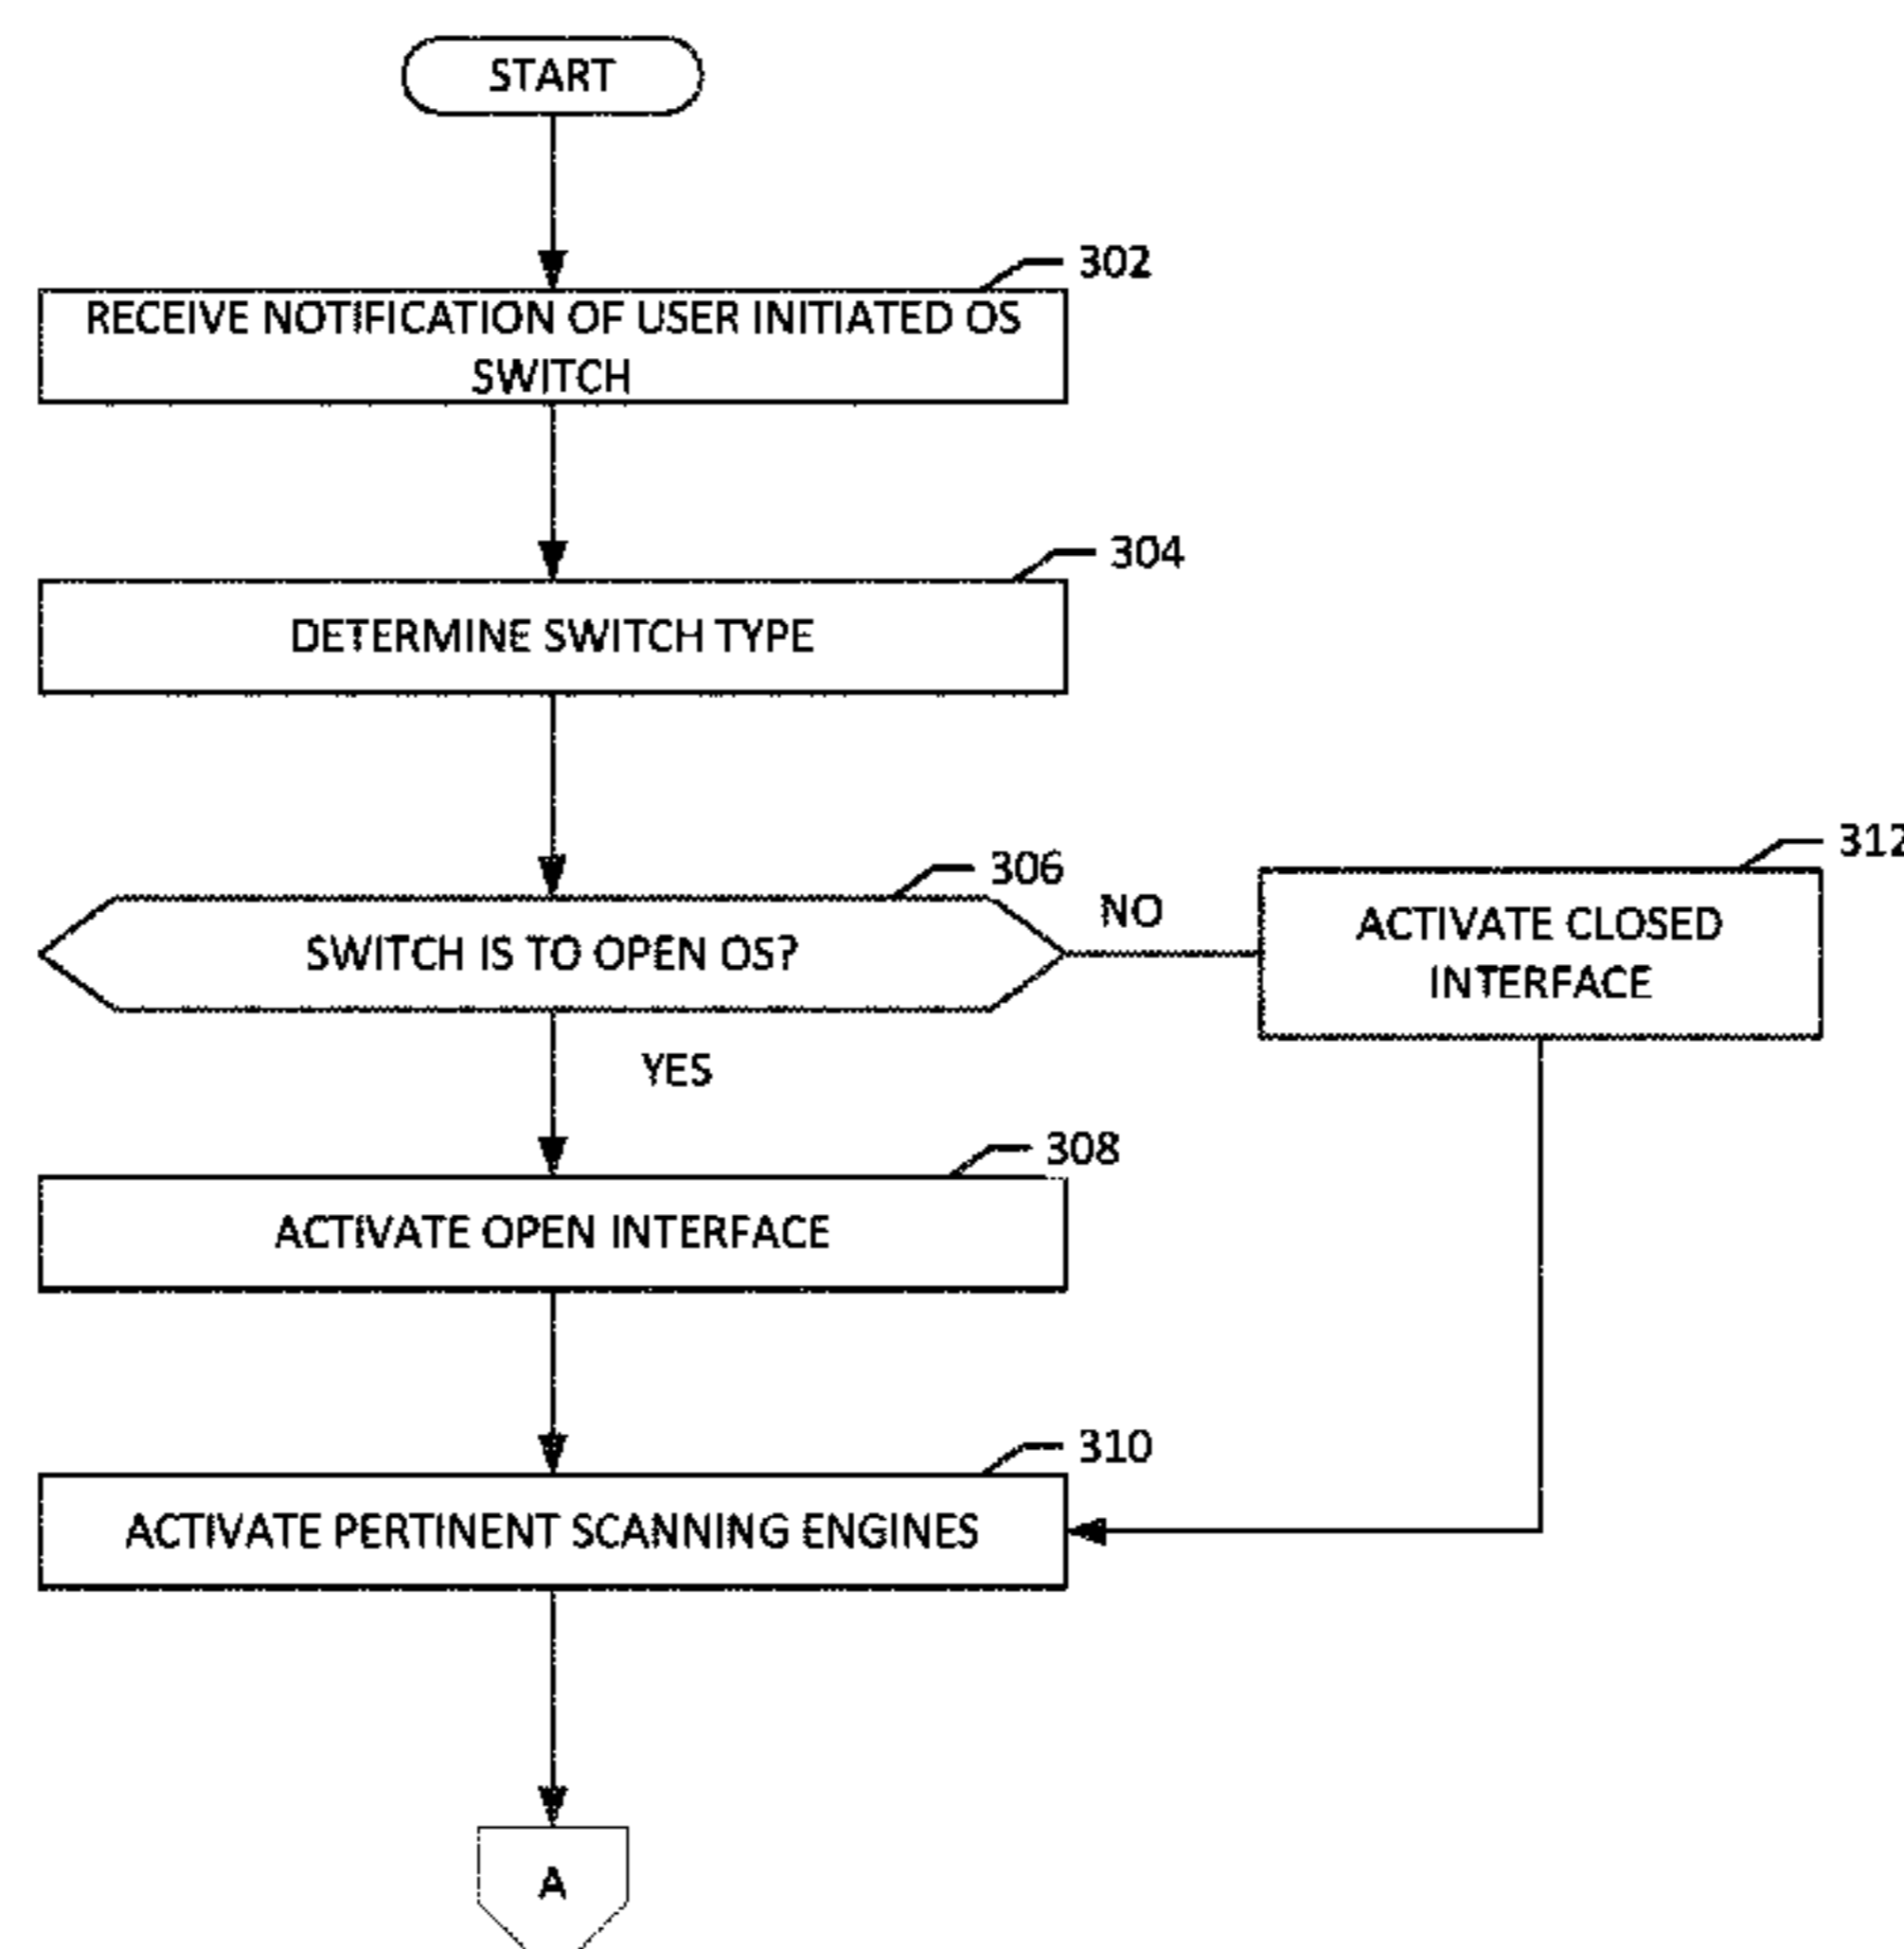 START
302
RECEIVE NOTIFICATION OF USER INITIATED OS
SWITCH
304
DETERMINE SWITCH TYPE
306
SWITCH IS TO OPEN OS?
NO
312
ACTIVATE CLOSED
INTERFACE
YES
308
ACTIVATE OPEN INTERFACE
310
ACTIVATE PERTINENT SCANNING ENGINES
A